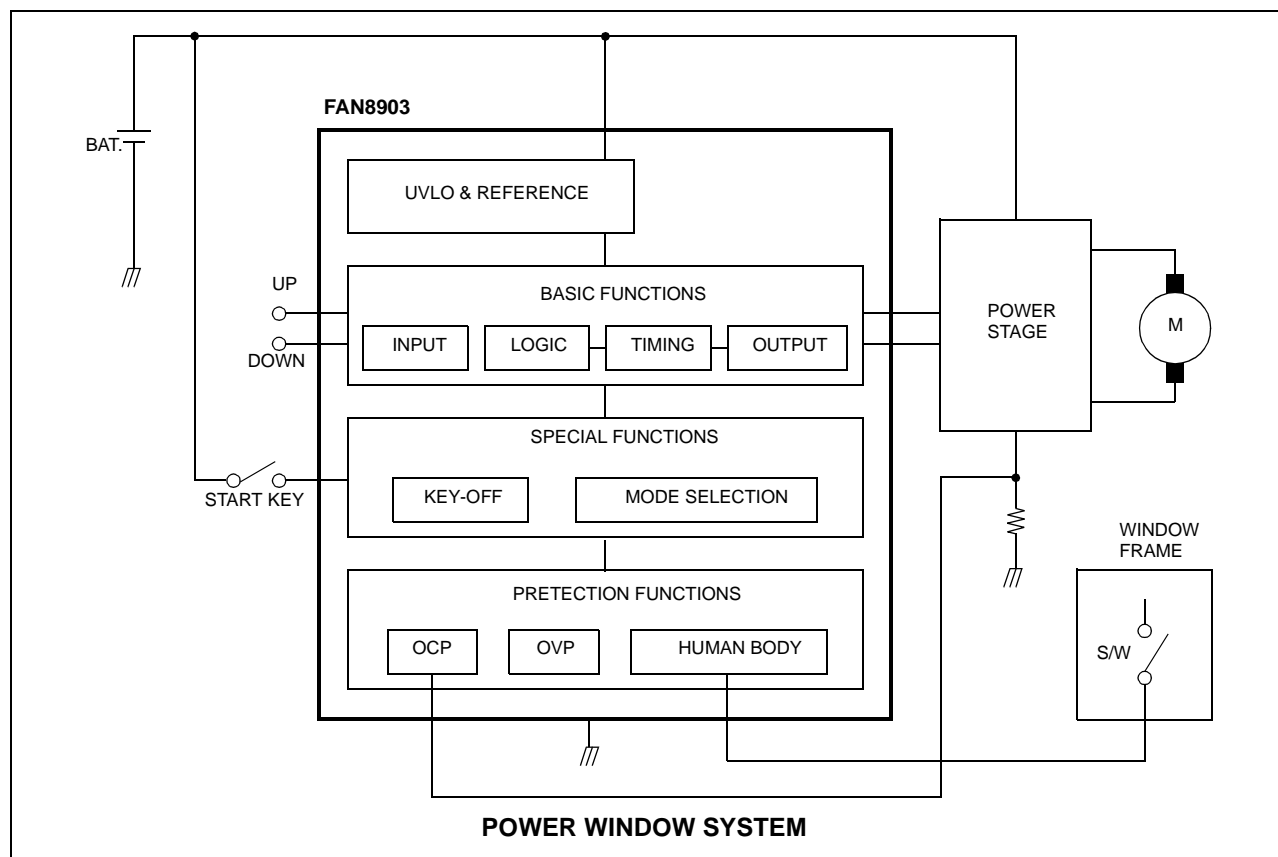 FAN8903
BAT.
UVLO & REFERENCE
UP
DOWN
BASIC FUNCTIONS
INPUT
LOGIC
TIMING
OUTPUT
POWER
STAGE
M
START KEY
SPECIAL FUNCTIONS
KEY-OFF
MODE SELECTION
WINDOW
FRAME
S/W
PRETECTION FUNCTIONS
OCP
OVP
HUMAN BODY
POWER WINDOW SYSTEM